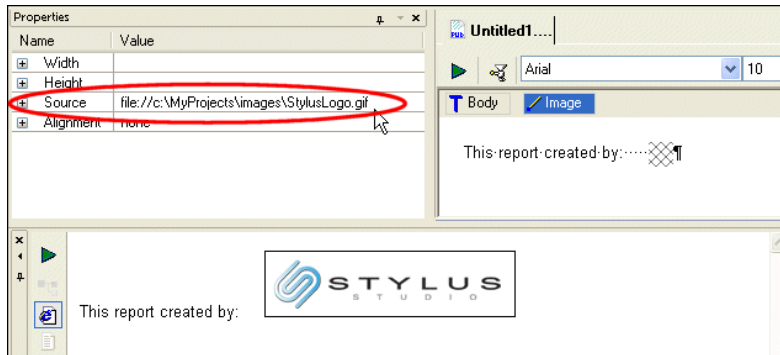 Properties
Name Value
Width
Height
Source file://c:\MyProjects\images\StylusLogo.gif
Alignment none
Untitled1....
Arial 10
T Body Image
This·report·created·by:·····¶
This report created by:
STYLUS
STUDIO